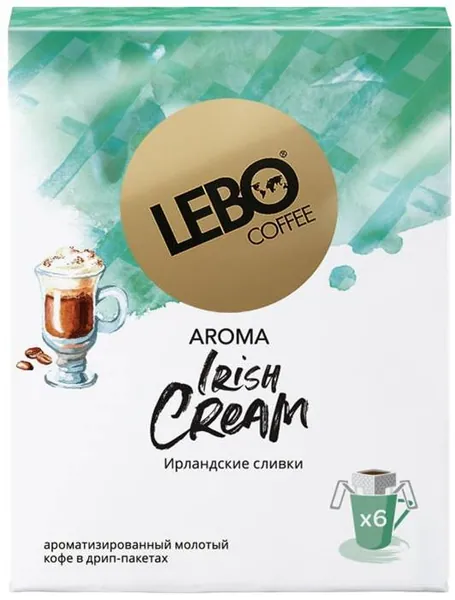 LEBO®
COFFEE
AROMA
Irish
CREAM
Ирландские сливки
x6
ароматизированный молотый
кофе в дрип-пакетах